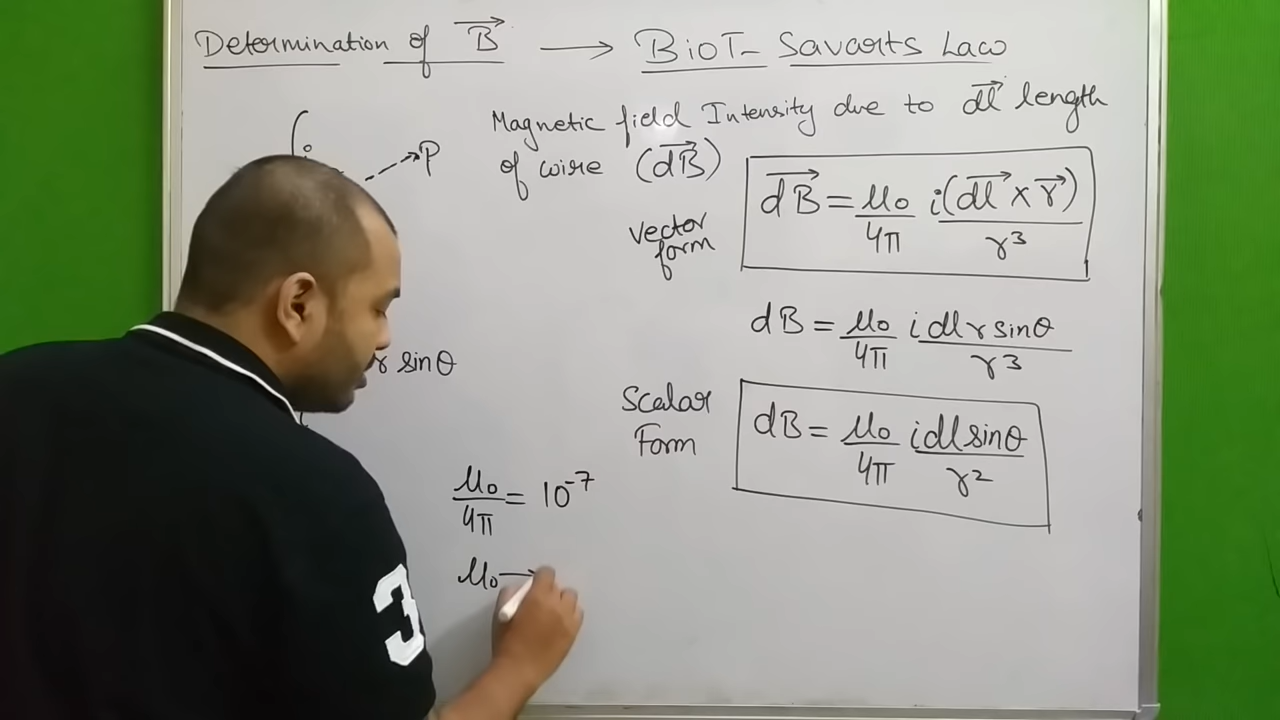 Determination of B⃗ ⟶ BioT-Savarts Law
Magnetic field Intensity due to dl⃗ length
of wire (dB⃗)
i
P
vector form
dB⃗ = μ₀/4π i(dl⃗ × r⃗)/r³
dB = μ₀/4π i dl r sinθ/r³
r sinθ
Scalar Form
dB = μ₀/4π i dl sinθ/r²
μ₀/4π = 10⁻⁷
μ₀ →
3